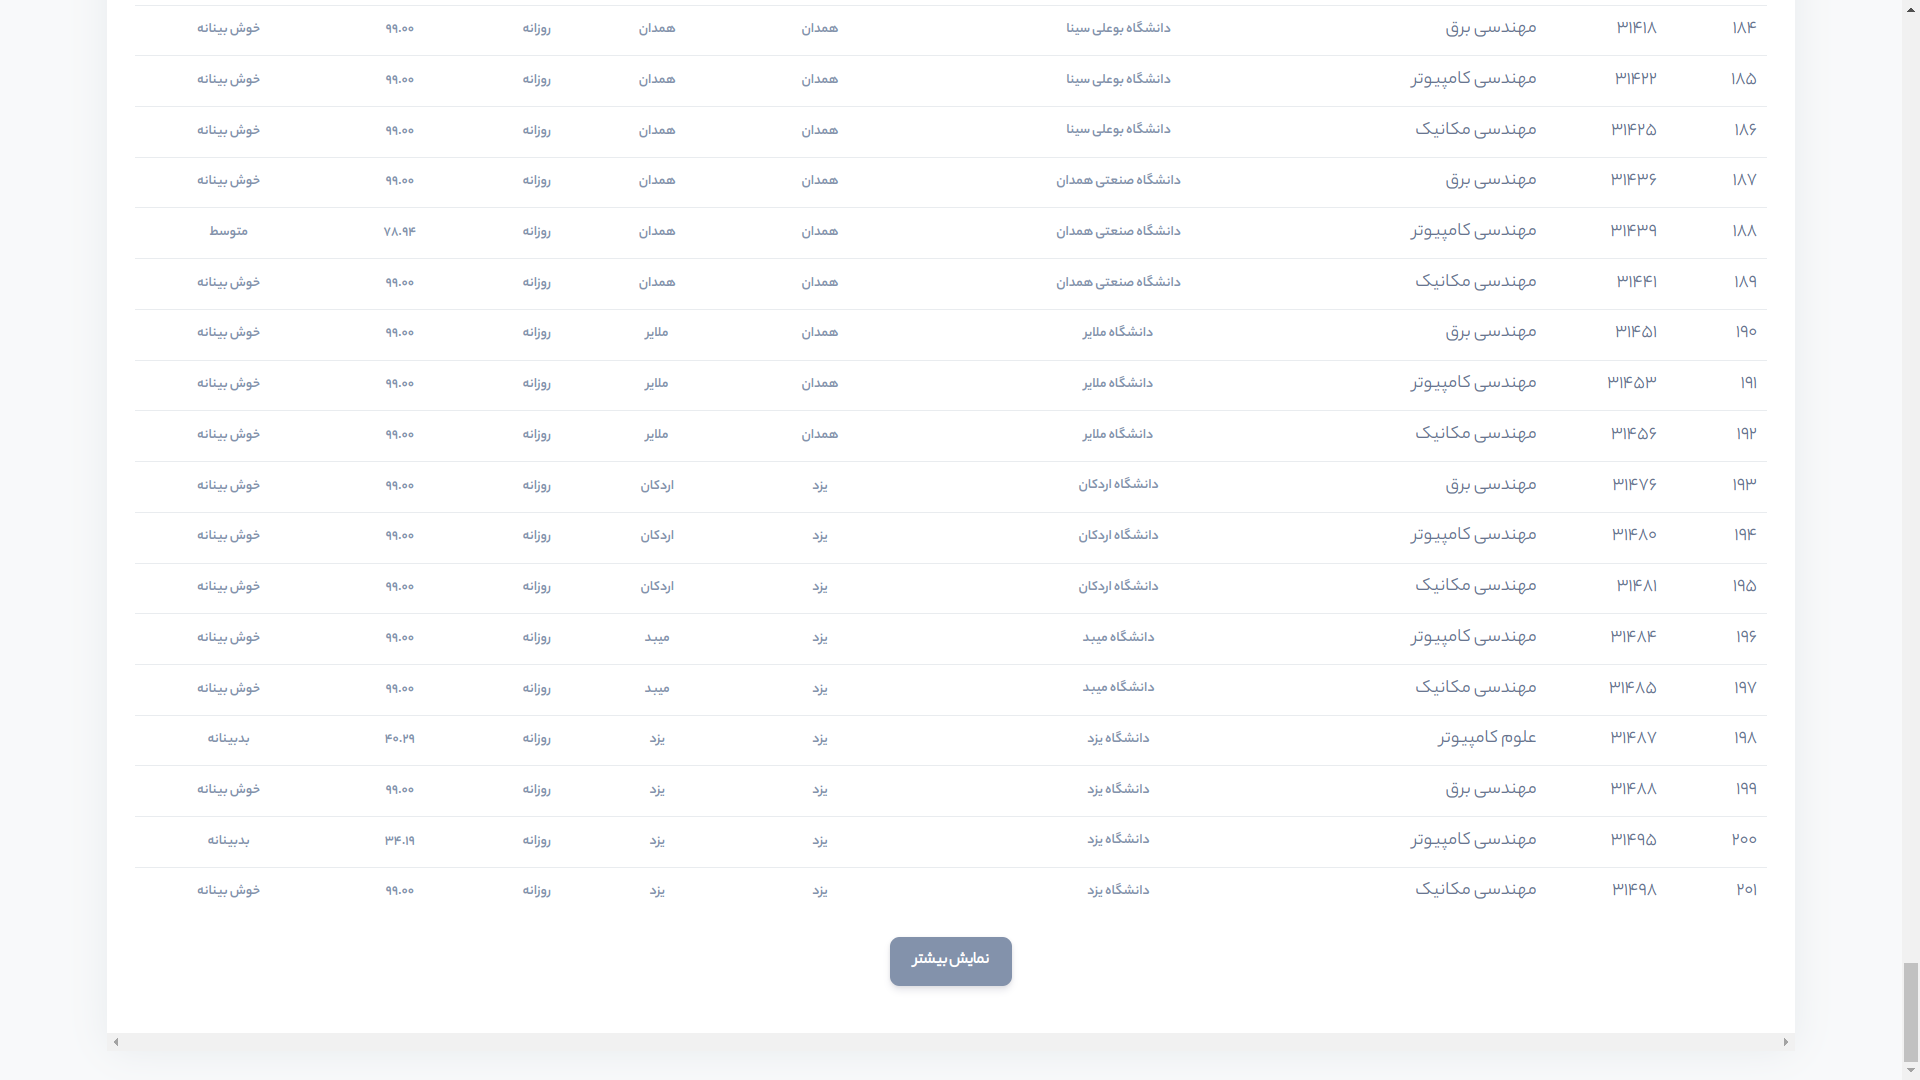 ۱۸۴ ۳۱۴۱۸ مهندسی برق دانشگاه بوعلی سینا همدان همدان روزانه ۹۹.۰۰ خوش بینانه
۱۸۵ ۳۱۴۲۲ مهندسی کامپیوتر دانشگاه بوعلی سینا همدان همدان روزانه ۹۹.۰۰ خوش بینانه
۱۸۶ ۳۱۴۲۵ مهندسی مکانیک دانشگاه بوعلی سینا همدان همدان روزانه ۹۹.۰۰ خوش بینانه
۱۸۷ ۳۱۴۳۶ مهندسی برق دانشگاه صنعتی همدان همدان همدان روزانه ۹۹.۰۰ خوش بینانه
۱۸۸ ۳۱۴۳۹ مهندسی کامپیوتر دانشگاه صنعتی همدان همدان همدان روزانه ۷۸.۹۴ متوسط
۱۸۹ ۳۱۴۴۱ مهندسی مکانیک دانشگاه صنعتی همدان همدان همدان روزانه ۹۹.۰۰ خوش بینانه
۱۹۰ ۳۱۴۵۱ مهندسی برق دانشگاه ملایر همدان ملایر روزانه ۹۹.۰۰ خوش بینانه
۱۹۱ ۳۱۴۵۳ مهندسی کامپیوتر دانشگاه ملایر همدان ملایر روزانه ۹۹.۰۰ خوش بینانه
۱۹۲ ۳۱۴۵۶ مهندسی مکانیک دانشگاه ملایر همدان ملایر روزانه ۹۹.۰۰ خوش بینانه
۱۹۳ ۳۱۴۷۶ مهندسی برق دانشگاه اردکان یزد اردکان روزانه ۹۹.۰۰ خوش بینانه
۱۹۴ ۳۱۴۸۰ مهندسی کامپیوتر دانشگاه اردکان یزد اردکان روزانه ۹۹.۰۰ خوش بینانه
۱۹۵ ۳۱۴۸۱ مهندسی مکانیک دانشگاه اردکان یزد اردکان روزانه ۹۹.۰۰ خوش بینانه
۱۹۶ ۳۱۴۸۴ مهندسی کامپیوتر دانشگاه میبد یزد میبد روزانه ۹۹.۰۰ خوش بینانه
۱۹۷ ۳۱۴۸۵ مهندسی مکانیک دانشگاه میبد یزد میبد روزانه ۹۹.۰۰ خوش بینانه
۱۹۸ ۳۱۴۸۷ علوم کامپیوتر دانشگاه یزد یزد یزد روزانه ۴۰.۲۹ بدبینانه
۱۹۹ ۳۱۴۸۸ مهندسی برق دانشگاه یزد یزد یزد روزانه ۹۹.۰۰ خوش بینانه
۲۰۰ ۳۱۴۹۵ مهندسی کامپیوتر دانشگاه یزد یزد یزد روزانه ۳۴.۱۹ بدبینانه
۲۰۱ ۳۱۴۹۸ مهندسی مکانیک دانشگاه یزد یزد یزد روزانه ۹۹.۰۰ خوش بینانه
نمایش بیشتر